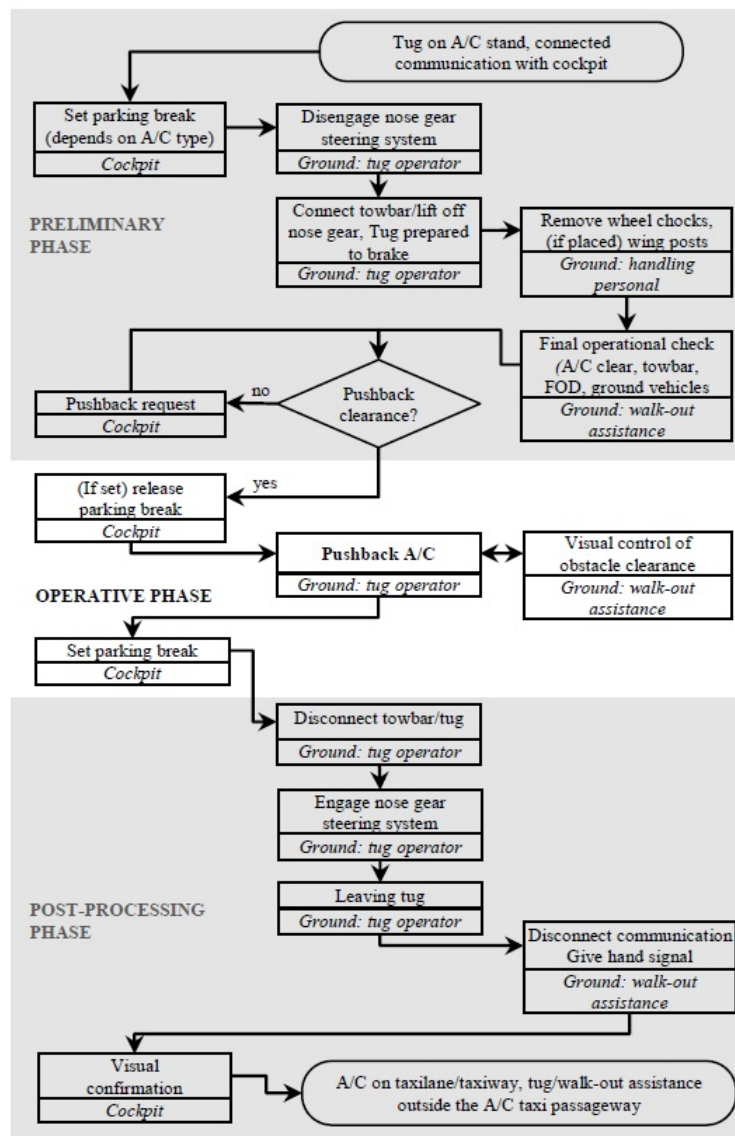 Tug on A/C stand, connected
communication with cockpit
Set parking break
(depends on A/C type)
Cockpit
Disengage nose gear
steering system
Ground: tug operator
PRELIMINARY
PHASE
Connect towbar/lift off
nose gear, Tug prepared
to brake
Ground: tug operator
Remove wheel chocks,
(if placed) wing posts
Ground: handling
personal
Final operational check
(A/C clear, towbar,
FOD, ground vehicles
Ground: walk-out
assistance
Pushback
clearance?
no
Pushback request
Cockpit
yes
(If set) release
parking break
Cockpit
Pushback A/C
Ground: tug operator
Visual control of
obstacle clearance
Ground: walk-out
assistance
OPERATIVE PHASE
Set parking break
Cockpit
Disconnect towbar/tug
Ground: tug operator
Engage nose gear
steering system
Ground: tug operator
Leaving tug
Ground: tug operator
POST-PROCESSING
PHASE
Disconnect communication
Give hand signal
Ground: walk-out
assistance
Visual
confirmation
Cockpit
A/C on taxilane/taxiway, tug/walk-out assistance
outside the A/C taxi passageway